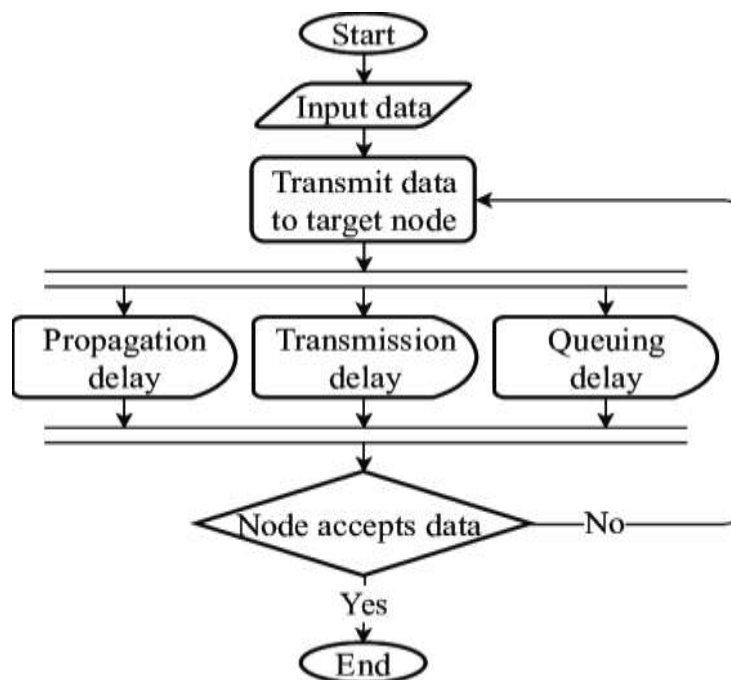 Start
Input data
Transmit data
to target node
Propagation
delay
Transmission
delay
Queuing
delay
Node accepts data
No
Yes
End